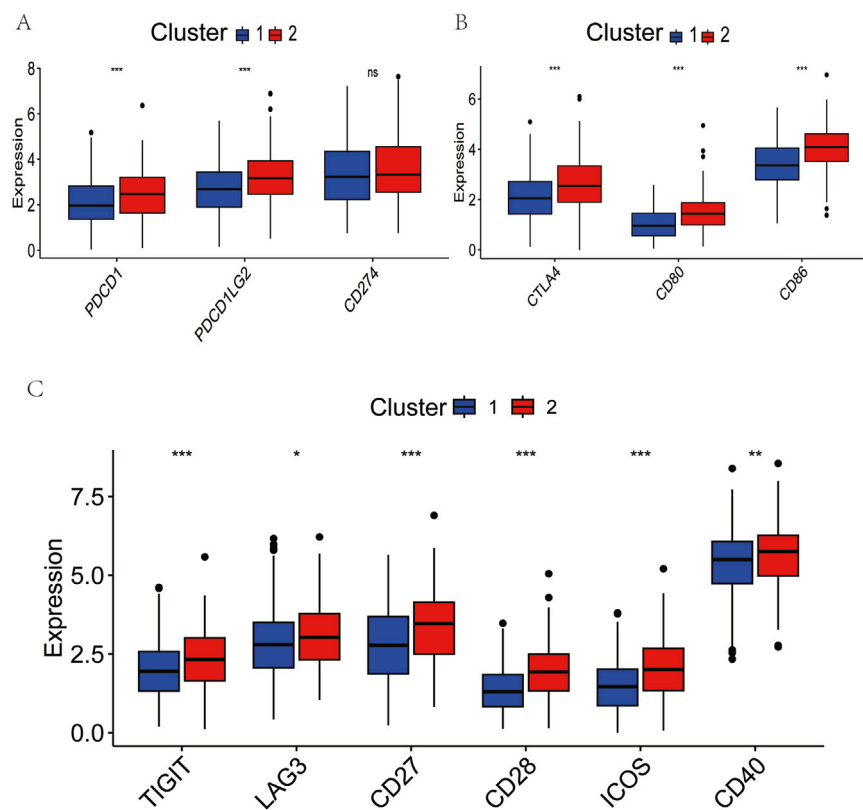 A
Cluster 1 2
*** *** ns
Expression
8
6
4
2
0
PDCD1 PDCD1LG2 CD274
B
Cluster 1 2
*** *** ***
Expression
6
4
2
0
CTLA4 CD80 CD86
C
Cluster 1 2
*** * *** *** *** **
Expression
7.5
5.0
2.5
0.0
TIGIT LAG3 CD27 CD28 ICOS CD40